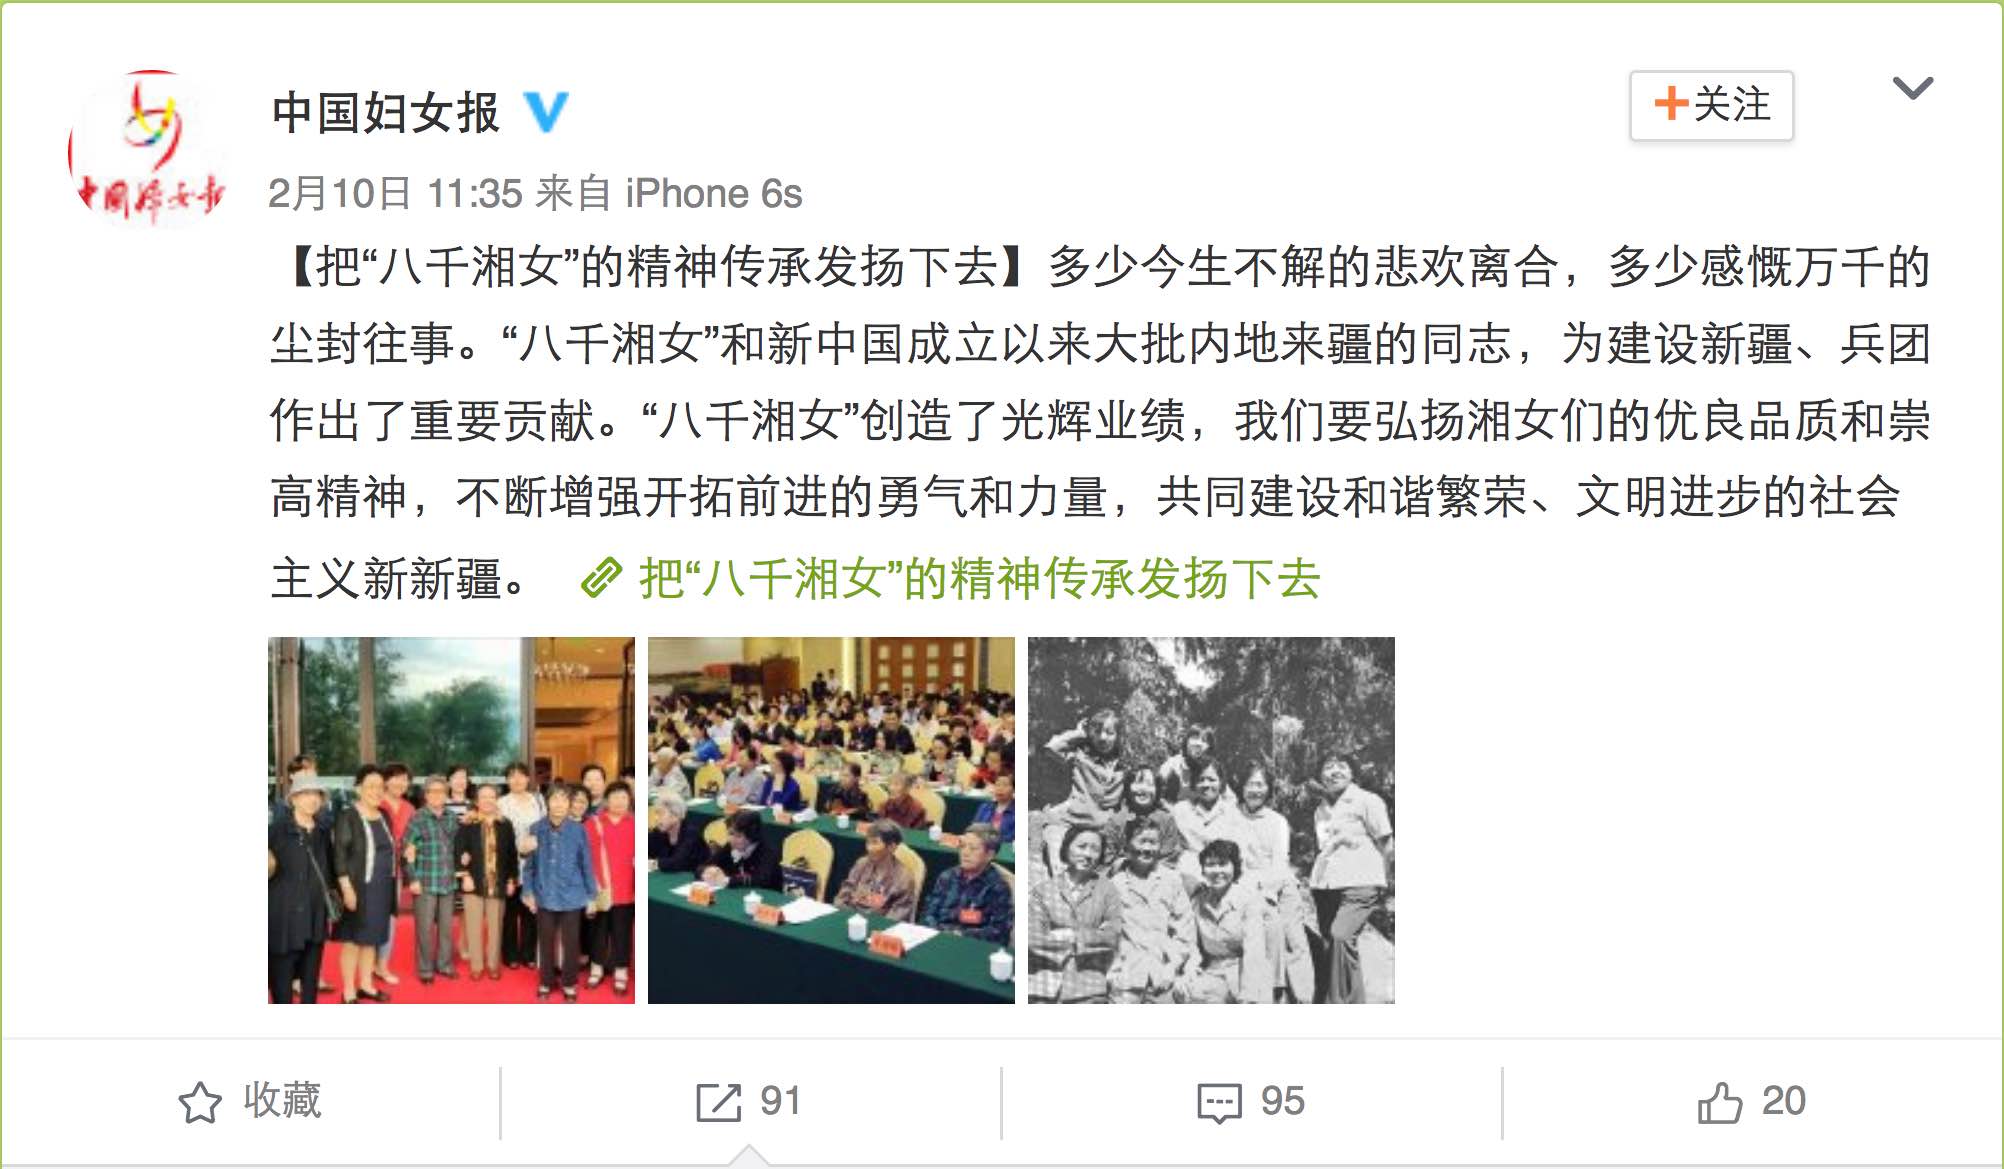 中国妇女报
+关注
2月10日 11:35 来自 iPhone 6s
【把“八千湘女”的精神传承发扬下去】多少今生不解的悲欢离合，多少感慨万千的
尘封往事。“八千湘女”和新中国成立以来大批内地来疆的同志，为建设新疆、兵团
作出了重要贡献。“八千湘女”创造了光辉业绩，我们要弘扬湘女们的优良品质和崇
高精神，不断增强开拓前进的勇气和力量，共同建设和谐繁荣、文明进步的社会
主义新新疆。 把“八千湘女”的精神传承发扬下去
收藏
91
95
20